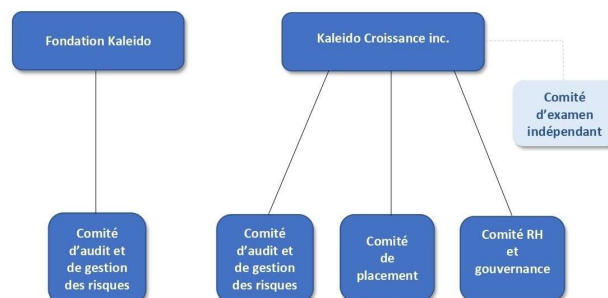 Fondation Kaleido
Kaleido Croissance inc.
Comité
d'examen
indépendant
Comité
d'audit et
de gestion
des risques
Comité
d'audit et
de gestion
des risques
Comité
de
placement
Comité RH
et
gouvernance